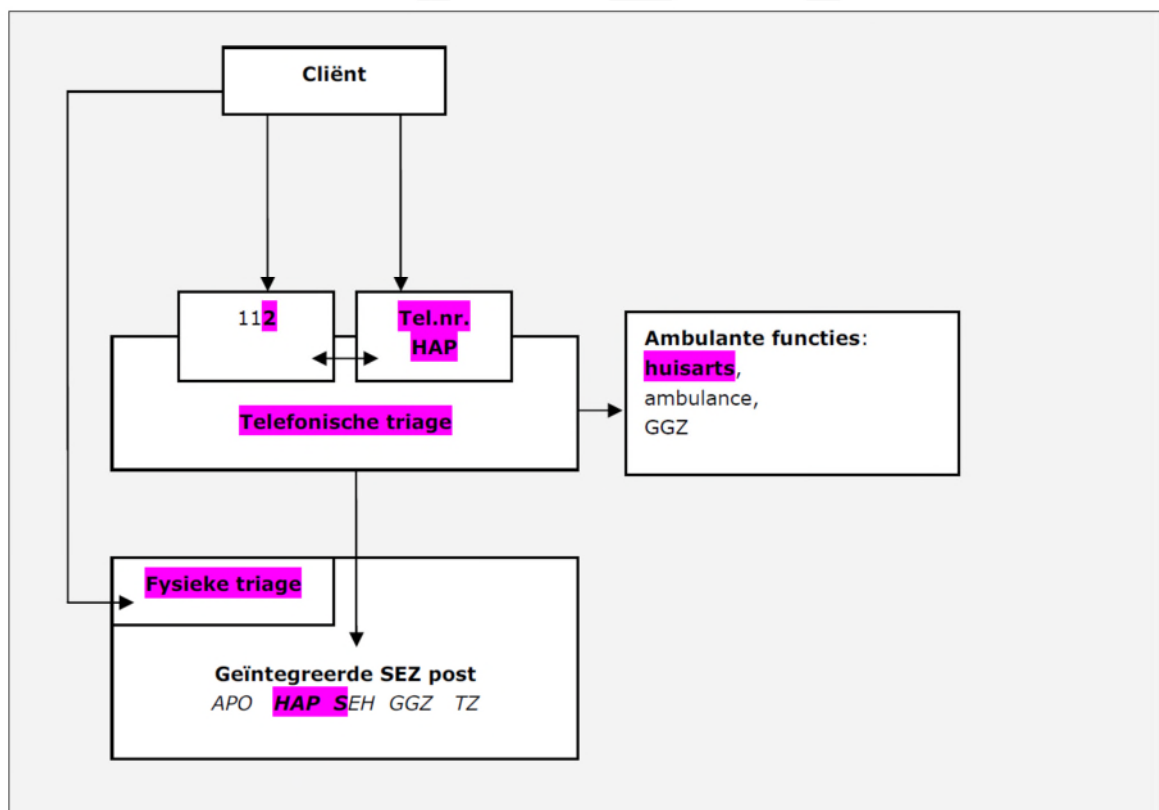 Cliënt
112
Tel.nr.
HAP
Telefonische triage
Ambulante functies:
huisarts,
ambulance,
GGZ
Fysieke triage
Geïntegreerde SEZ post
APO HAP SEH GGZ TZ